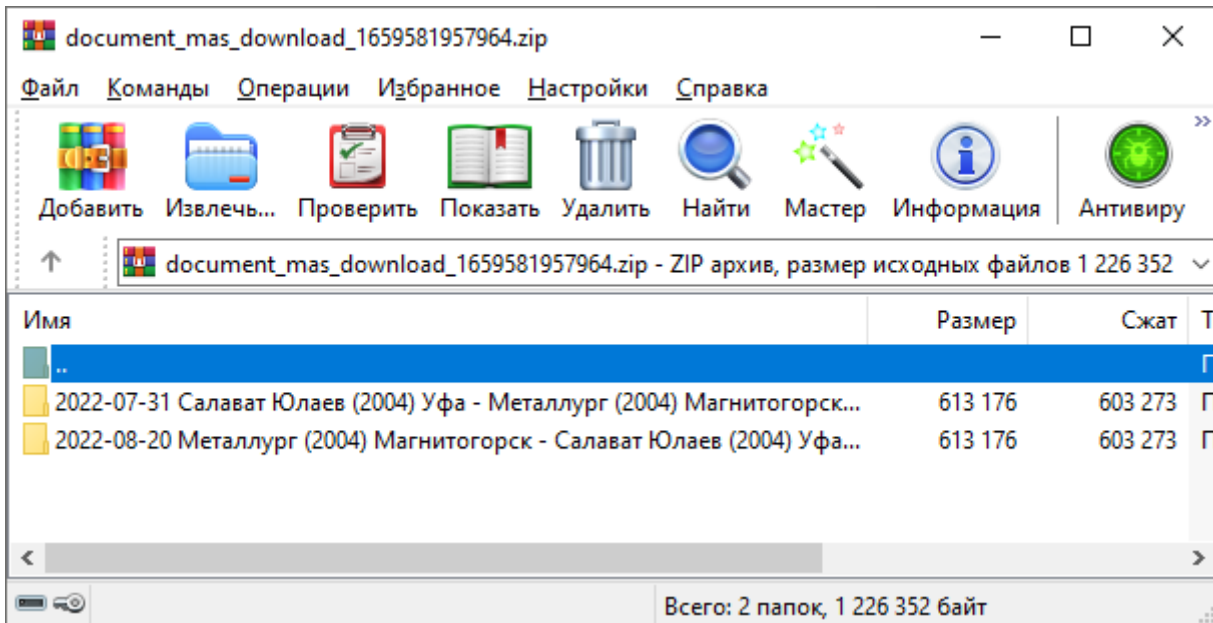 document_mas_download_1659581957964.zip
Файл Команды Операции Избранное Настройки Справка
Добавить Извлечь... Проверить Показать Удалить Найти Мастер Информация Антивиру
document_mas_download_1659581957964.zip - ZIP архив, размер исходных файлов 1 226 352
Имя Размер Сжат Т
.. П
2022-07-31 Салават Юлаев (2004) Уфа - Металлург (2004) Магнитогорск... 613 176 603 273 П
2022-08-20 Металлург (2004) Магнитогорск - Салават Юлаев (2004) Уфа... 613 176 603 273 П
Всего: 2 папок, 1 226 352 байт